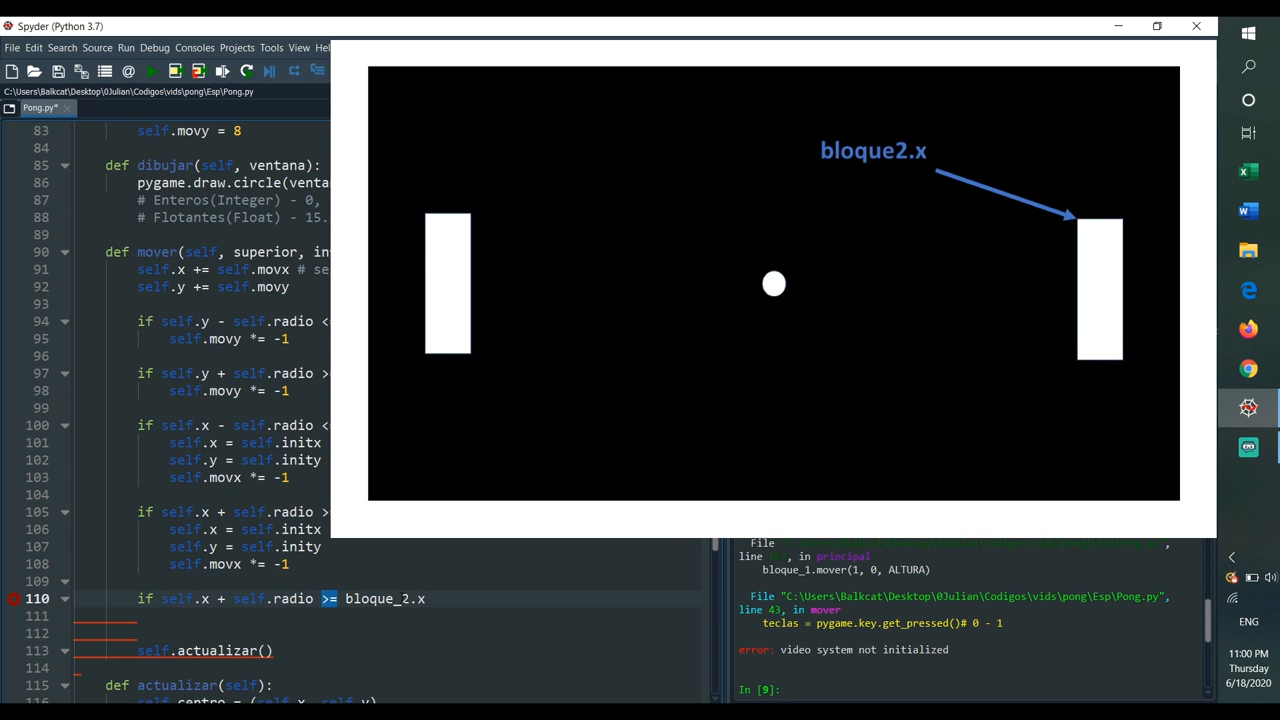 Spyder (Python 3.7)
File Edit Search Source Run Debug Consoles Projects Tools View Hel
C:\Users\Balkcat\Desktop\0Julian\Codigos\vids\pong\Esp\Pong.py
Pong.py*
83 self.movy = 8
84
85 def dibujar(self, ventana):
86 pygame.draw.circle(venta
87 # Enteros(Integer) - 0,
88 # Flotantes(Float) - 15.
89
90 def mover(self, superior, in
91 self.x += self.movx # se
92 self.y += self.movy
93
94 if self.y - self.radio <
95 self.movy *= -1
96
97 if self.y + self.radio >
98 self.movy *= -1
99
100 if self.x - self.radio <
101 self.x = self.initx
102 self.y = self.inity
103 self.movx *= -1
104
105 if self.x + self.radio >
106 self.x = self.initx
107 self.y = self.inity
108 self.movx *= -1
109
110 if self.x + self.radio >= bloque_2.x
111
112
113 self.actualizar()
114
115 def actualizar(self):
116 self.centro = (self.x, self.y)
bloque2.x
line in principal
bloque_1.mover(1, 0, ALTURA)
File "C:\Users\Balkcat\Desktop\0Julian\Codigos\vids\pong\Esp\Pong.py",
line 43, in mover
teclas = pygame.key.get_pressed()# 0 - 1
error: video system not initialized
In [9]:
ENG
11:00 PM
Thursday
6/18/2020